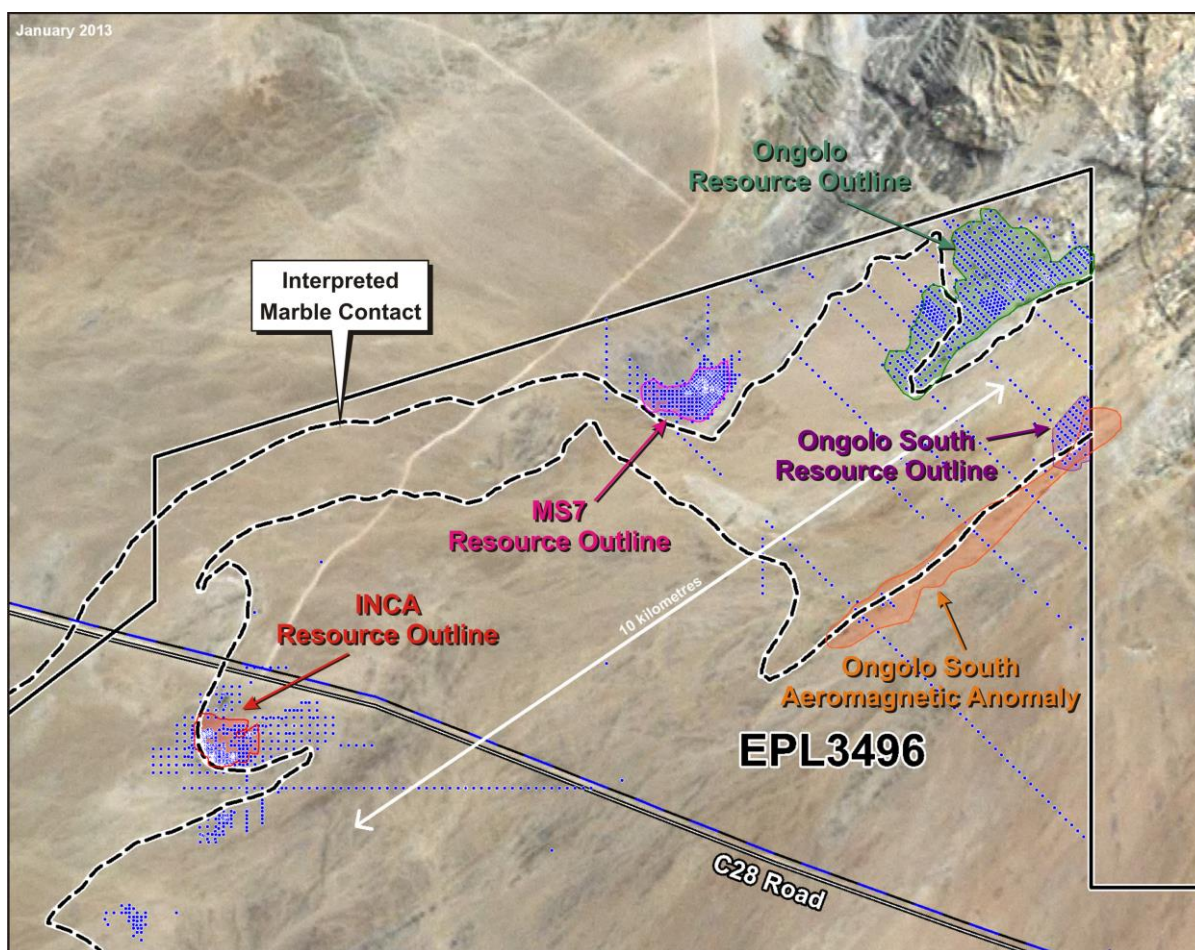 January 2013
Ongolo
Resource Outline
Interpreted
Marble Contact
Ongolo South
Resource Outline
MS7
Resource Outline
10 kilometres
INCA
Resource Outline
Ongolo South
Aeromagnetic Anomaly
EPL3496
C28 Road